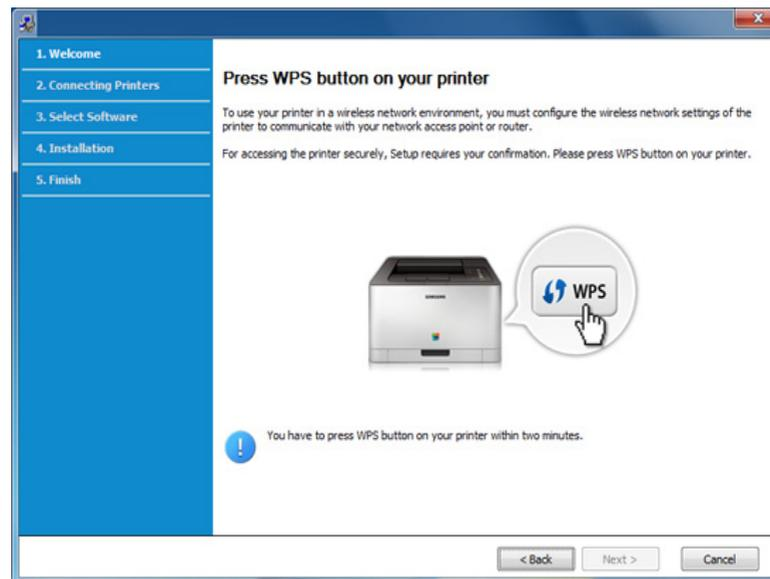 1. Welcome
2. Connecting Printers
3. Select Software
4. Installation
5. Finish
Press WPS button on your printer
To use your printer in a wireless network environment, you must configure the wireless network settings of the
printer to communicate with your network access point or router.
For accessing the printer securely, Setup requires your confirmation. Please press WPS button on your printer.
SAMSUNG
WPS
You have to press WPS button on your printer within two minutes.
< Back
Next >
Cancel